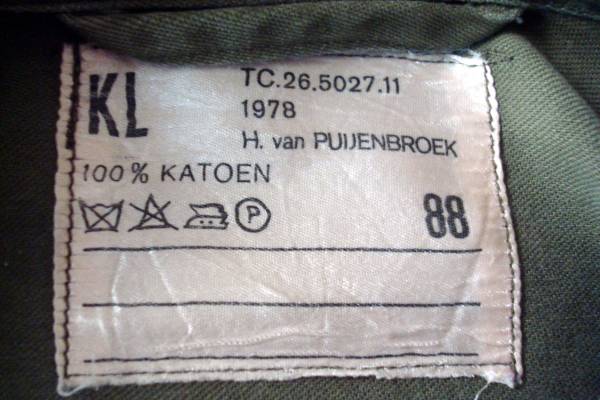 KL
TC.26.5027.11
1978
H. van PUIJENBROEK
100% KATOEN
P
88